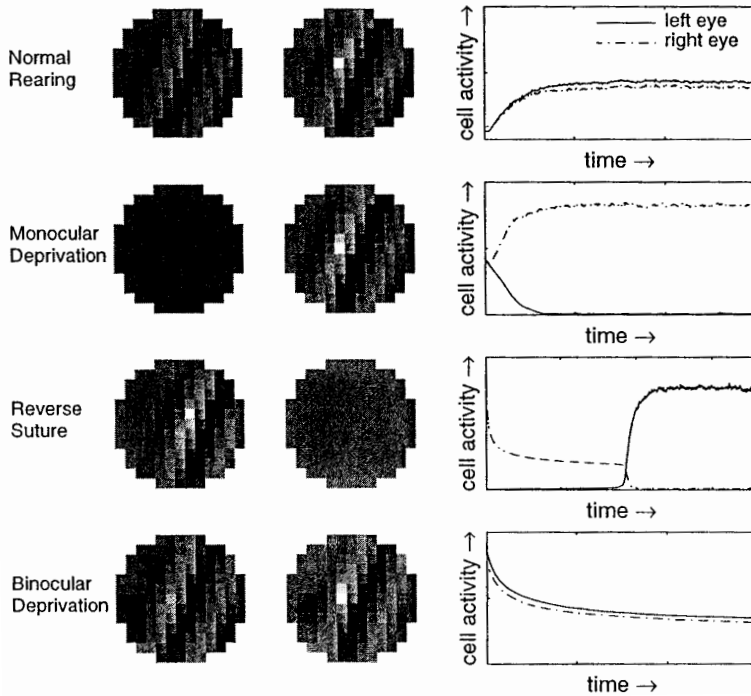 Normal
Rearing
left eye
right eye
cell activity →
time →
Monocular
Deprivation
cell activity →
time →
Reverse
Suture
cell activity →
time →
Binocular
Deprivation
cell activity →
time →